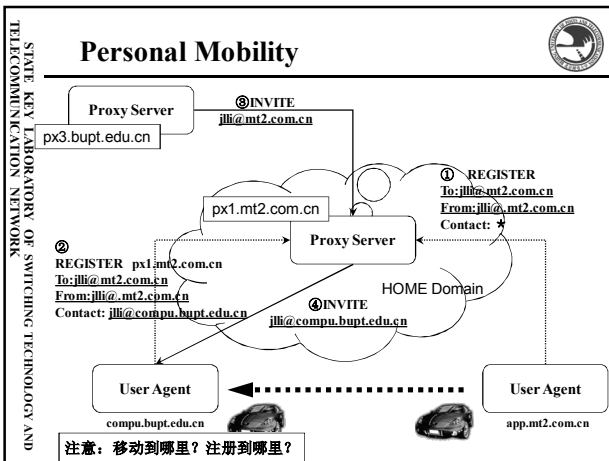 Personal Mobility
STATE KEY LABORATORY OF SWITCHING TECHNOLOGY AND
TELECOMMUNICATION NETWORK
Proxy Server
px3.bupt.edu.cn
③INVITE
jlli@mt2.com.cn
① REGISTER
To:jlli@.mt2.com.cn
From:jlli@.mt2.com.cn
Contact: *
px1.mt2.com.cn
Proxy Server
②
REGISTER px1.mt2.com.cn
To:jlli@mt2.com.cn
From:jlli@.mt2.com.cn
Contact: jlli@compu.bupt.edu.cn
HOME Domain
④INVITE
jlli@compu.bupt.edu.cn
User Agent
compu.bupt.edu.cn
User Agent
app.mt2.com.cn
注意：移动到哪里？注册到哪里？